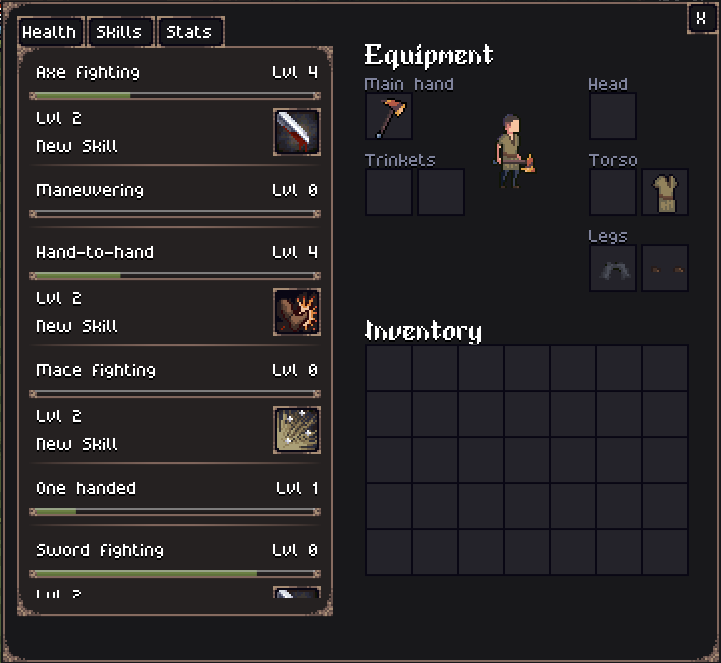 Health Skills Stats
X
Axe fighting Lvl 4
Lvl 2
New Skill
Maneuvering Lvl 0
Hand-to-hand Lvl 4
Lvl 2
New Skill
Mace fighting Lvl 0
Lvl 2
New Skill
One handed Lvl 1
Sword fighting Lvl 0
Lvl 2
Equipment
Main hand Head
Trinkets Torso
Legs
Inventory